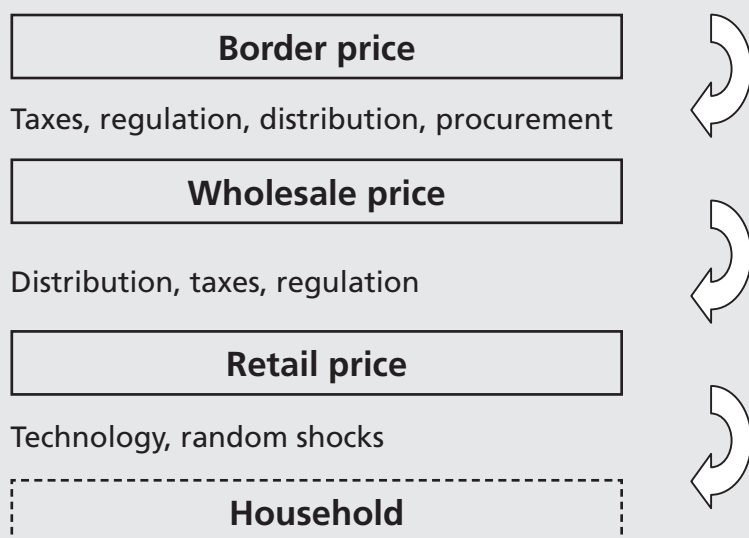 Border price
Taxes, regulation, distribution, procurement
Wholesale price
Distribution, taxes, regulation
Retail price
Technology, random shocks
Household